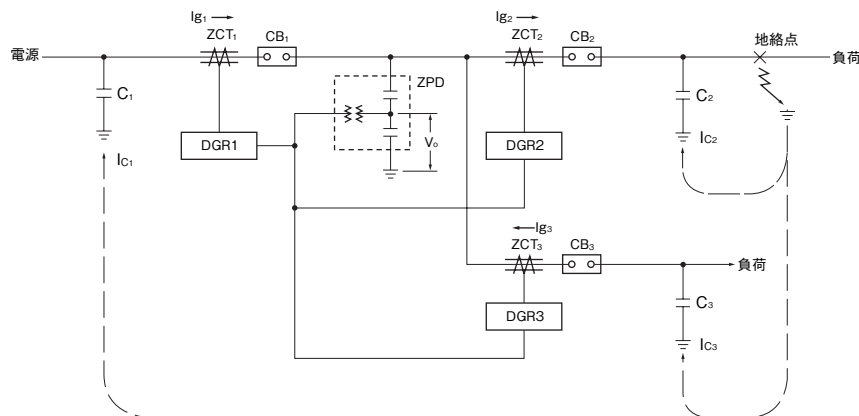 Ig₁
Ig₂
ZCT₁
CB₁
ZCT₂
CB₂
地絡点
電源
負荷
ZPD
C₁
C₂
DGR1
V₀
DGR2
IC₁
IC₂
Ig₃
ZCT₃
CB₃
負荷
C₃
DGR3
IC₃